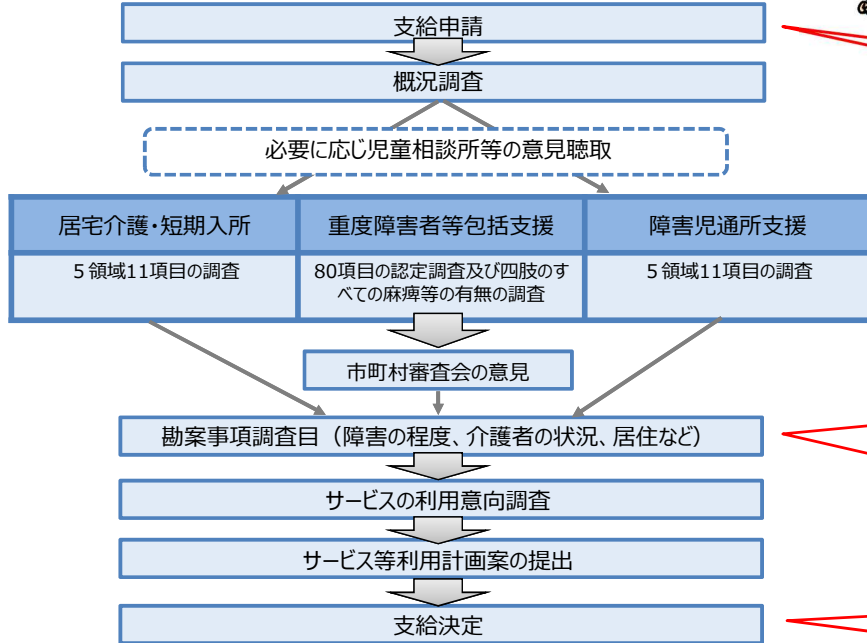 支給申請
概況調査
必要に応じ児童相談所等の意見聴取
居宅介護・短期入所
重度障害者等包括支援
障害児通所支援
５領域11項目の調査
80項目の認定調査及び四肢のす
べての麻痺等の有無の調査
５領域11項目の調査
市町村審査会の意見
勘案事項調査目（障害の程度、介護者の状況、居住など）
サービスの利用意向調査
サービス等利用計画案の提出
支給決定